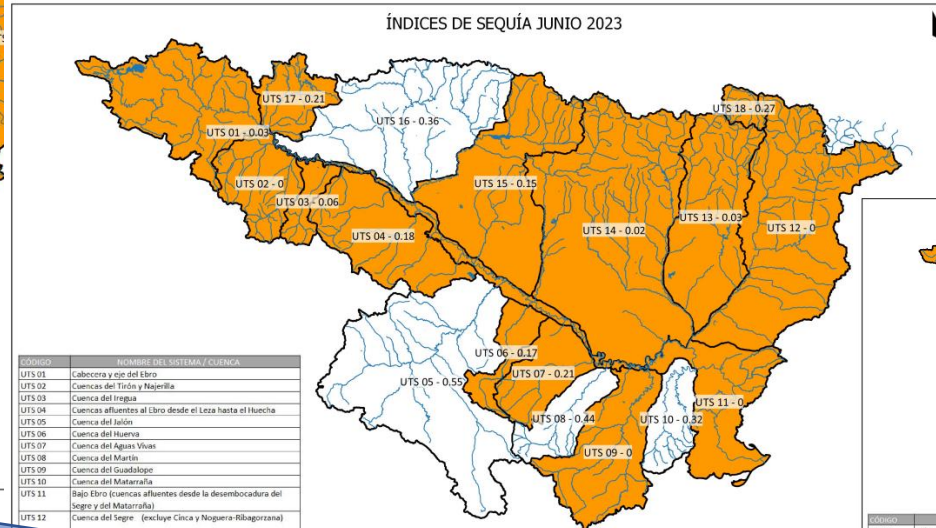 ÍNDICES DE SEQUÍA JUNIO 2023
UTS 17 - 0.21
UTS 18 - 0.27
UTS 16 - 0.36
UTS 01 - 0.03
UTS 02 - 0
UTS 15 - 0.15
UTS 03 - 0.06
UTS 13 - 0.03
UTS 12 - 0
UTS 14 - 0.02
UTS 04 - 0.18
UTS 06 - 0.17
UTS 07 - 0.21
UTS 05 - 0.55
UTS 11 - 0
UTS 08 - 0.44
UTS 10 - 0.32
UTS 09 - 0
CÓDIGO NOMBRE DEL SISTEMA / CUENCA
UTS 01 Cabecera y eje del Ebro
UTS 02 Cuencas del Tirón y Najerilla
UTS 03 Cuenca del Iregua
UTS 04 Cuencas afluentes al Ebro desde el Leza hasta el Huecha
UTS 05 Cuenca del Jalón
UTS 06 Cuenca del Huerva
UTS 07 Cuenca del Aguas Vivas
UTS 08 Cuenca del Martín
UTS 09 Cuenca del Guadalope
UTS 10 Cuenca del Matarraña
UTS 11 Bajo Ebro (cuencas afluentes desde la desembocadura del
Segre y del Matarraña)
UTS 12 Cuenca del Segre (excluye Cinca y Noguera-Ribagorzana)
CÓDIGO